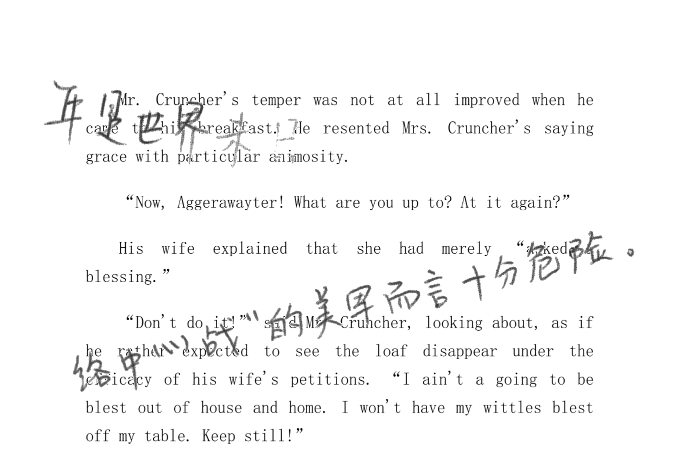 Mr. Cruncher's temper was not at all improved when he
came to his breakfast. He resented Mrs. Cruncher's saying
grace with particular animosity.
“Now, Aggerawayter! What are you up to? At it again?”
His wife explained that she had merely “asked a
blessing.”
“Don't do it!” said Mr. Cruncher, looking about, as if
he rather expected to see the loaf disappear under the
efficacy of his wife's petitions. “I ain't a going to be
blest out of house and home. I won't have my wittles blest
off my table. Keep still!”
年是世界末日
络中心战”的美军而言十分危险。